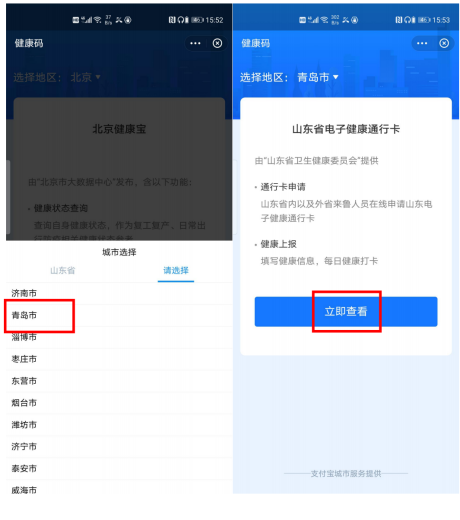 15:52
健康码
选择地区： 北京
北京健康宝
由“北京市大数据中心”发布，含以下功能：
· 健康状态查询
查询自身健康状态，作为复工复产、日常出
城市选择
山东省
请选择
济南市
青岛市
淄博市
枣庄市
东营市
烟台市
潍坊市
济宁市
泰安市
威海市
15:53
健康码
选择地区： 青岛市
山东省电子健康通行卡
由“山东省卫生健康委员会”提供
· 通行卡申请
山东省内以及外省来鲁人员在线申请山东电
子健康通行卡
· 健康上报
填写健康信息，每日健康打卡
立即查看
支付宝城市服务提供